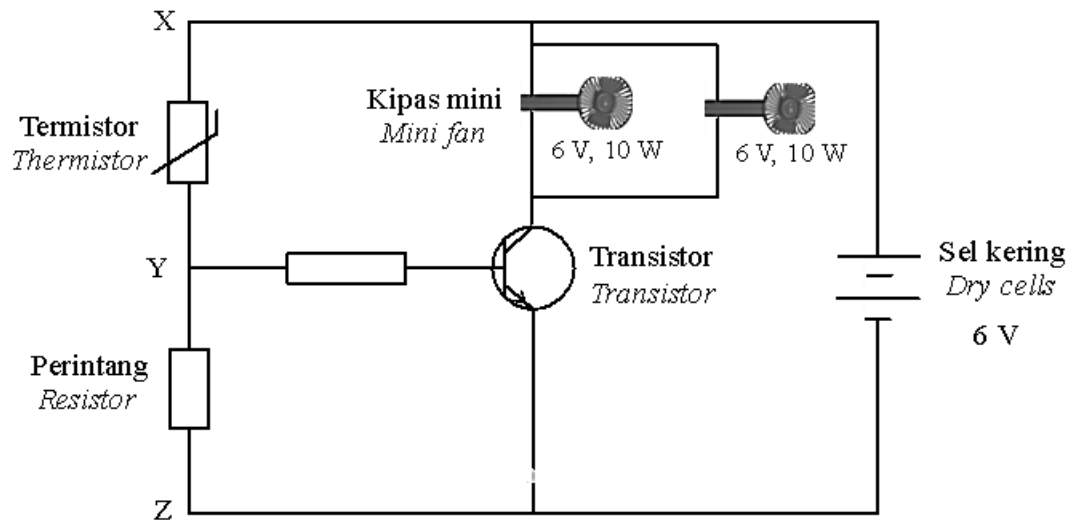 X
Termistor
Thermistor
Kipas mini
Mini fan
6 V, 10 W
6 V, 10 W
Y
Transistor
Transistor
Sel kering
Dry cells
6 V
Perintang
Resistor
Z